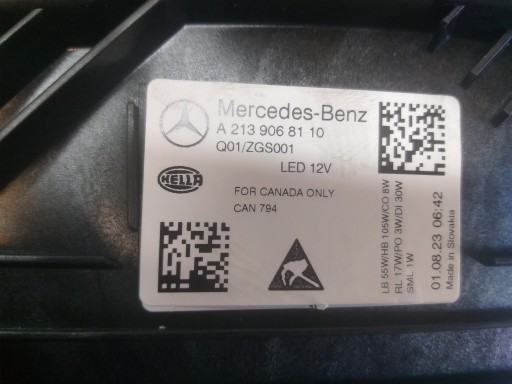 Mercedes-Benz
A 213 906 81 10
Q01/ZGS001
LED 12V
HELLA
FOR CANADA ONLY
CAN 794
LB 55W/HB 105W/CO 8W
RL 17W/PO 3W/DI 30W
SML 1W
01.08.23 06:42
Made in Slovakia